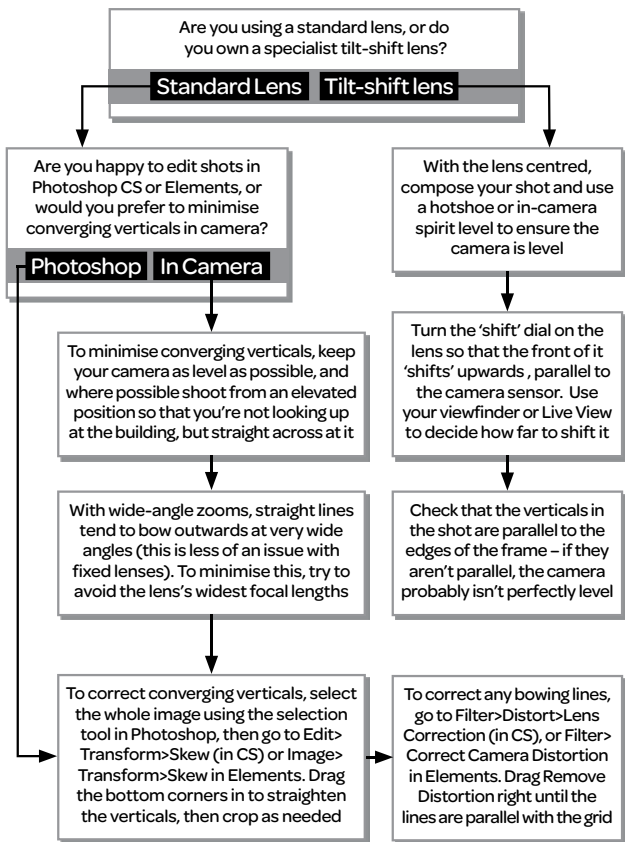 Are you using a standard lens, or do
you own a specialist tilt-shift lens?
Standard Lens
Tilt-shift lens
Are you happy to edit shots in
Photoshop CS or Elements, or
would you prefer to minimise
converging verticals in camera?
Photoshop
In Camera
To minimise converging verticals, keep
your camera as level as possible, and
where possible shoot from an elevated
position so that you're not looking up
at the building, but straight across at it
With wide-angle zooms, straight lines
tend to bow outwards at very wide
angles (this is less of an issue with
fixed lenses). To minimise this, try to
avoid the lens's widest focal lengths
To correct converging verticals, select
the whole image using the selection
tool in Photoshop, then go to Edit>
Transform>Skew (in CS) or Image>
Transform>Skew in Elements. Drag
the bottom corners in to straighten
the verticals, then crop as needed
To correct any bowing lines,
go to Filter>Distort>Lens
Correction (in CS), or Filter>
Correct Camera Distortion
in Elements. Drag Remove
Distortion right until the
lines are parallel with the grid
With the lens centred,
compose your shot and use
a hotshoe or in-camera
spirit level to ensure the
camera is level
Turn the 'shift' dial on the
lens so that the front of it
'shifts' upwards , parallel to
the camera sensor. Use
your viewfinder or Live View
to decide how far to shift it
Check that the verticals in
the shot are parallel to the
edges of the frame – if they
aren't parallel, the camera
probably isn't perfectly level